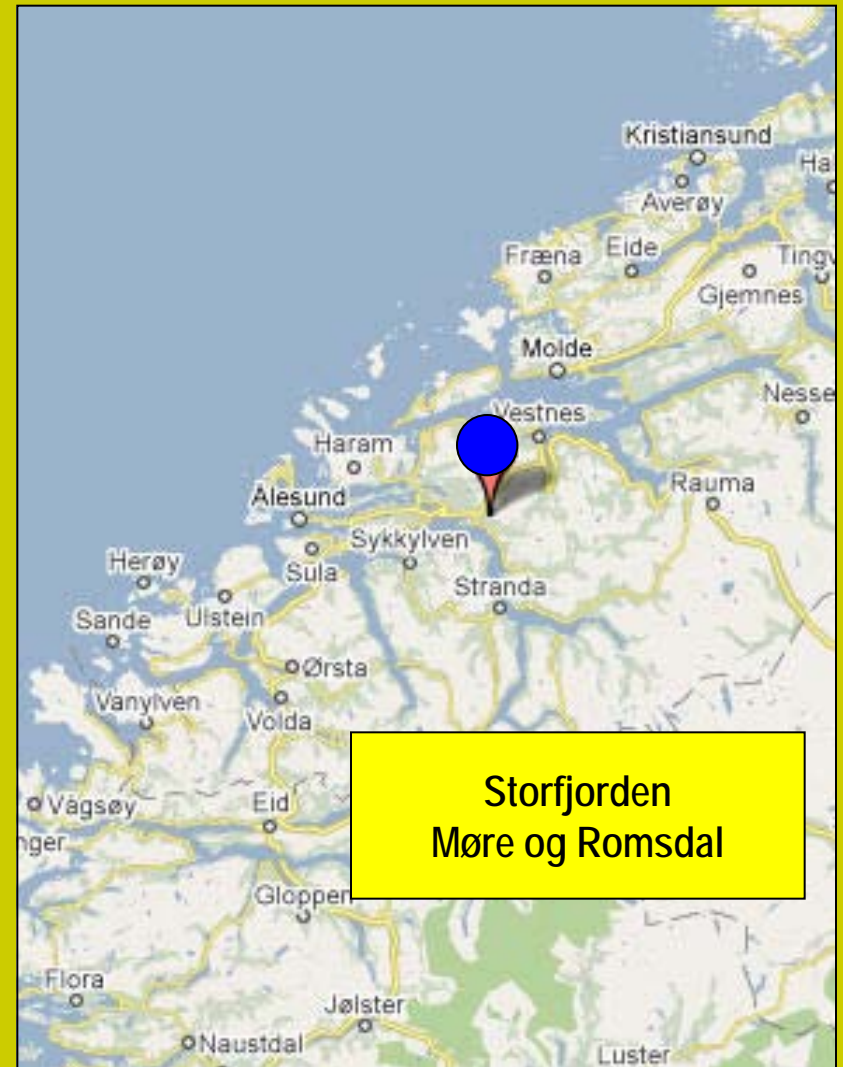 Kristiansund
Ha
Averøy
Fræna
Eide
Tingv
Gjemnes
Molde
Nesse
Vestnes
Haram
Rauma
Ålesund
Sykkylven
Sula
Herøy
Stranda
Ulstein
Sande
Ørsta
Vanylven
Volda
Storfjorden
Møre og Romsdal
Vågsøy
Eid
nger
Gloppen
Flora
Jølster
Naustdal
Luster